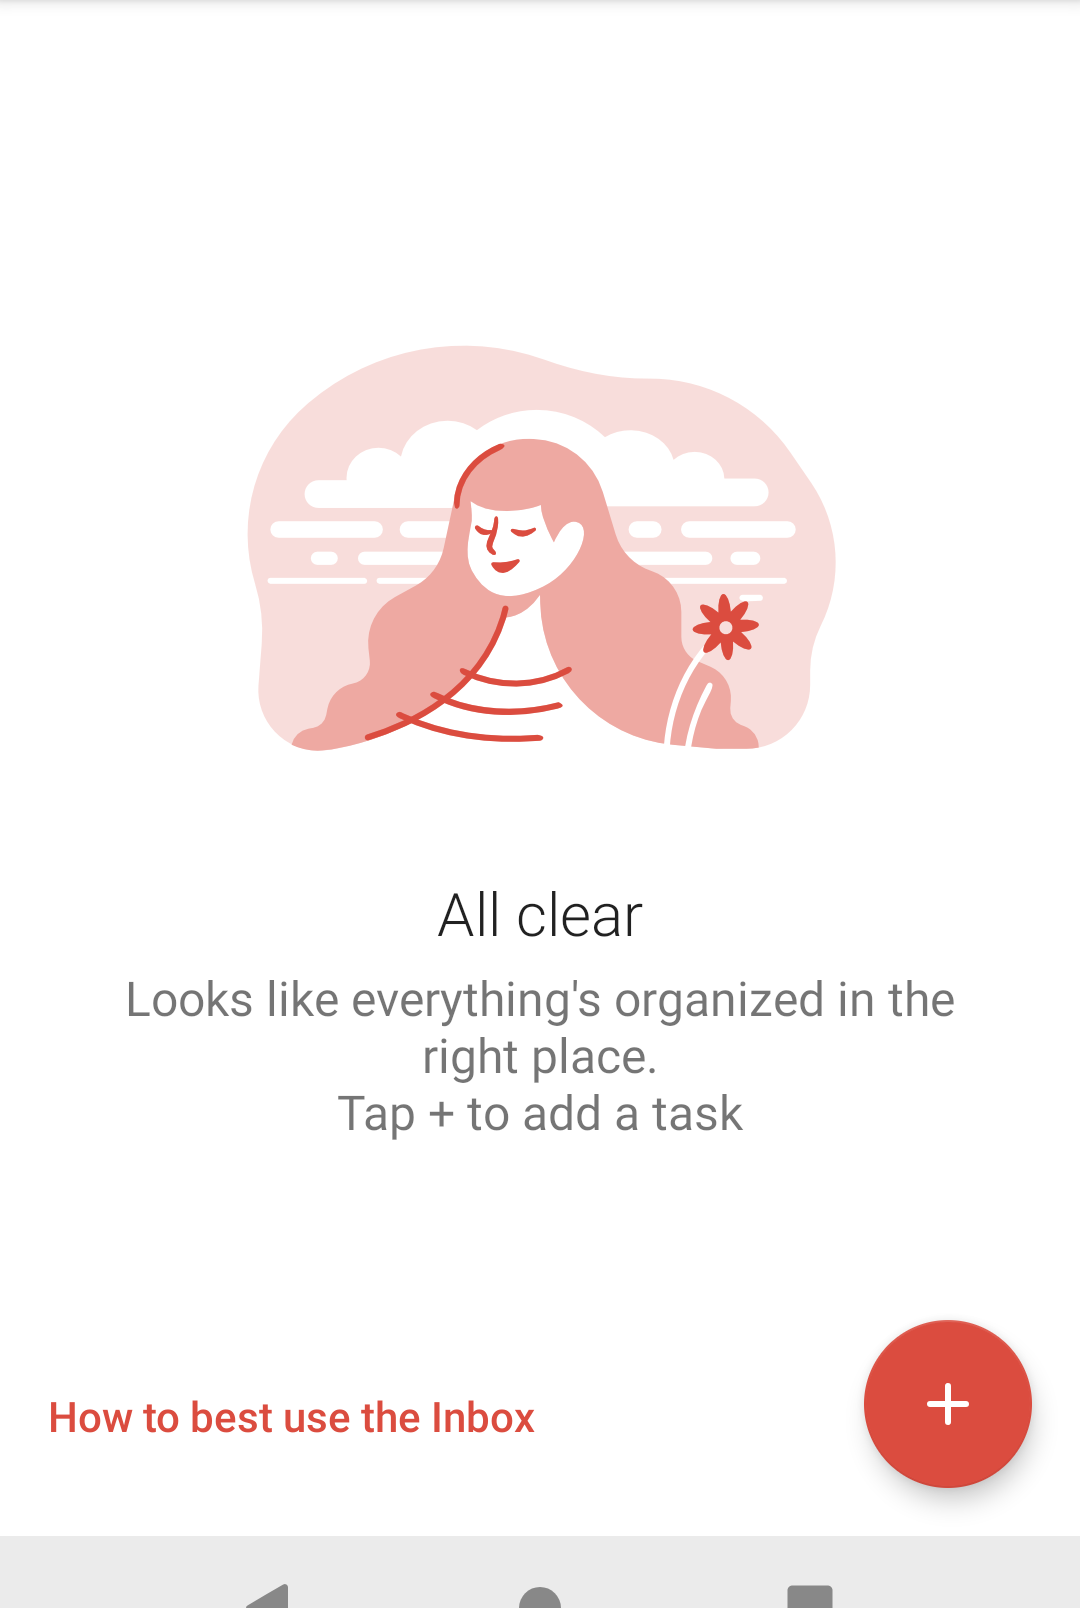 All clear
Looks like everything's organized in the
right place.
Tap + to add a task
How to best use the Inbox